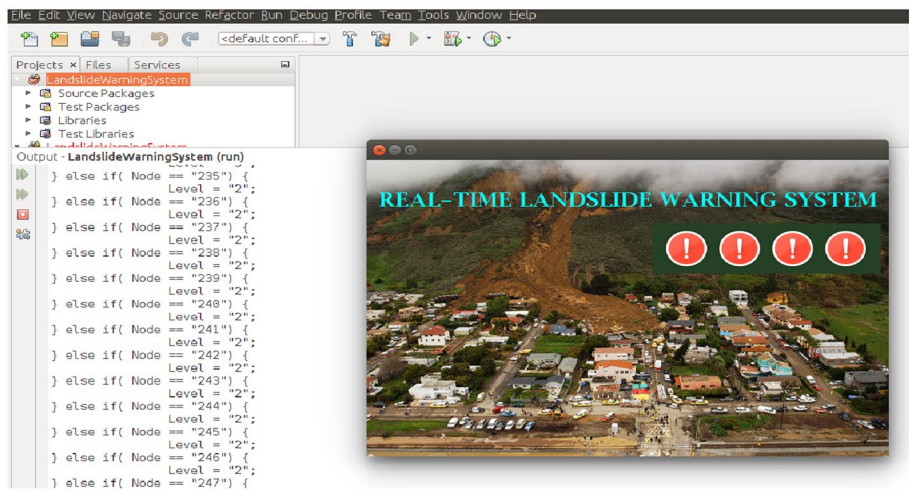 File Edit View Navigate Source Refactor Run Debug Profile Team Tools Window Help
<default conf...
Projects × Files Services
LandslideWarningSystem
Source Packages
Test Packages
Libraries
Test Libraries
LandslideWarningSystem
Output - LandslideWarningSystem (run)
} else if( Node == "235") {
Level = "2";
} else if( Node == "236") {
Level = "2";
} else if( Node == "237") {
Level = "2";
} else if( Node == "238") {
Level = "2";
} else if( Node == "239") {
Level = "2";
} else if( Node == "240") {
Level = "2";
} else if( Node == "241") {
Level = "2";
} else if( Node == "242") {
Level = "2";
} else if( Node == "243") {
Level = "2";
} else if( Node == "244") {
Level = "2";
} else if( Node == "245") {
Level = "2";
} else if( Node == "246") {
Level = "2";
} else if( Node == "247") {
REAL-TIME LANDSLIDE WARNING SYSTEM
! ! ! !